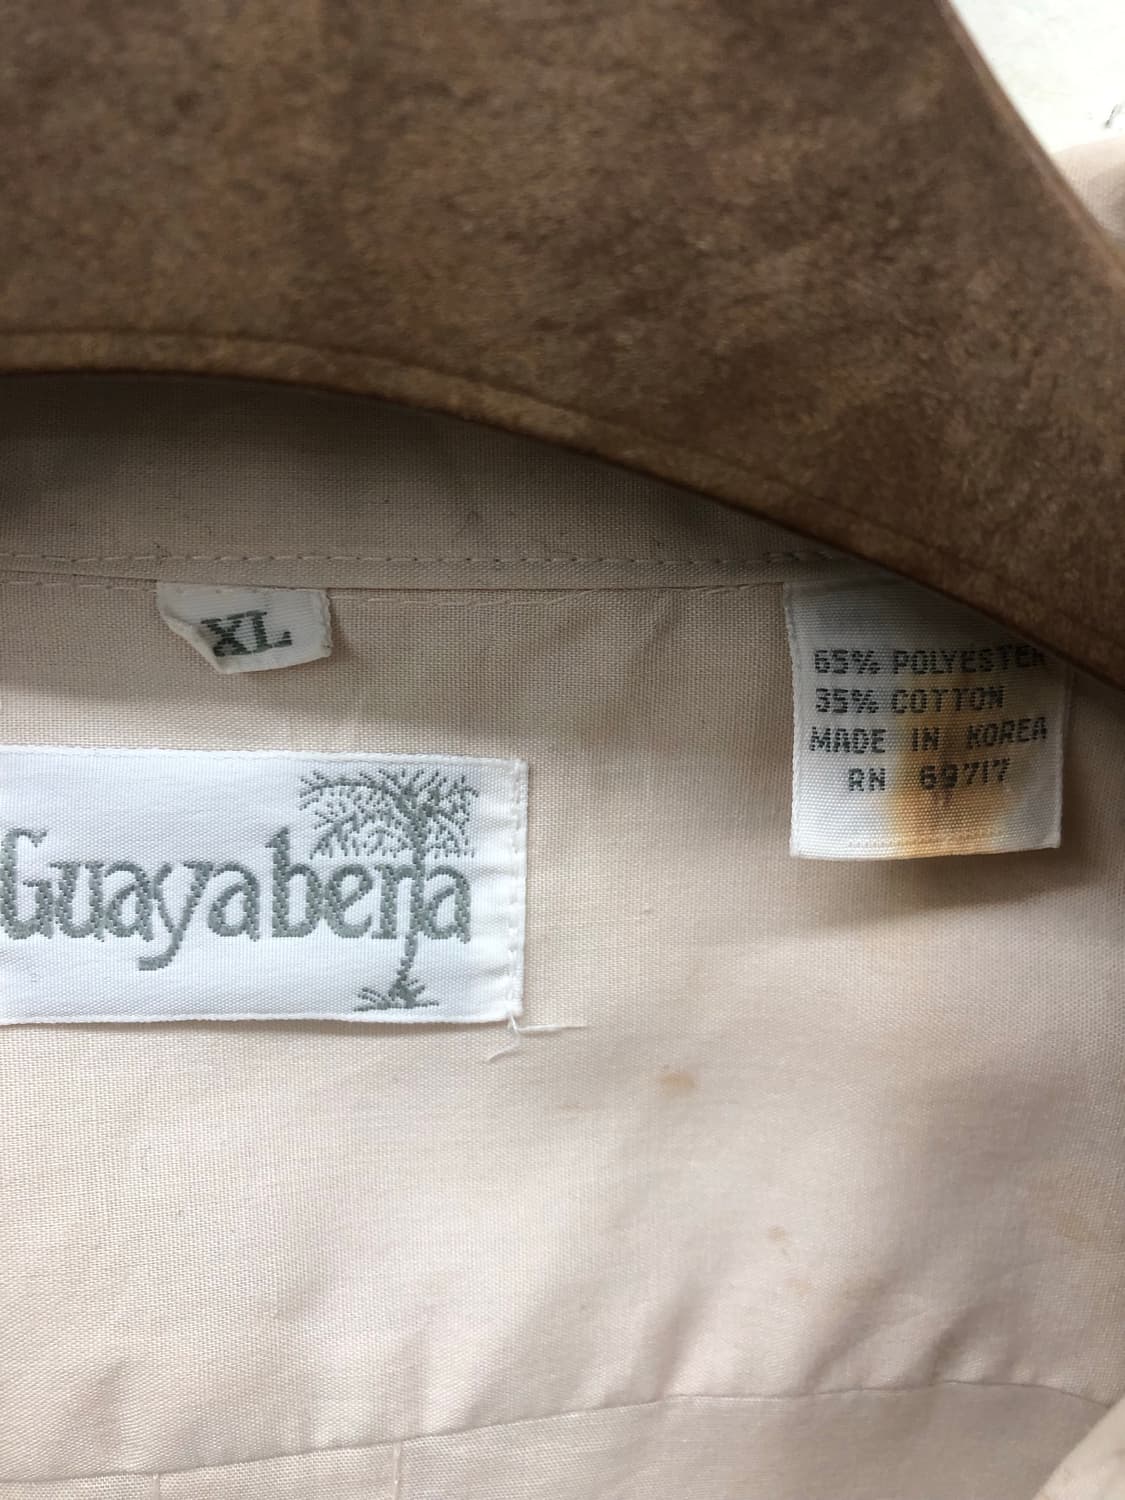 XL
65% POLYESTER
35% COTTON
MADE IN KOREA
RN 69717
Guayabera